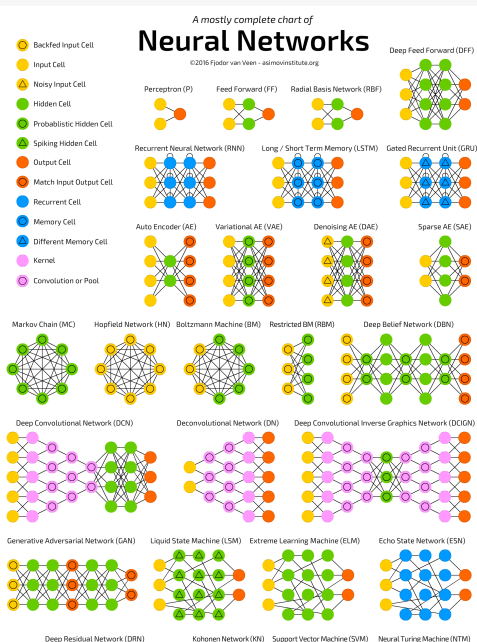 A mostly complete chart of
Neural Networks
©2016 Fjodor van Veen - asimovinstitute.org
Backfed Input Cell
Input Cell
Noisy Input Cell
Hidden Cell
Probablistic Hidden Cell
Spiking Hidden Cell
Output Cell
Match Input Output Cell
Recurrent Cell
Memory Cell
Different Memory Cell
Kernel
Convolution or Pool
Deep Feed Forward (DFF)
Perceptron (P)
Feed Forward (FF)
Radial Basis Network (RBF)
Recurrent Neural Network (RNN)
Long / Short Term Memory (LSTM)
Gated Recurrent Unit (GRU)
Auto Encoder (AE)
Variational AE (VAE)
Denoising AE (DAE)
Sparse AE (SAE)
Markov Chain (MC)
Hopfield Network (HN)
Boltzmann Machine (BM)
Restricted BM (RBM)
Deep Belief Network (DBN)
Deep Convolutional Network (DCN)
Deconvolutional Network (DN)
Deep Convolutional Inverse Graphics Network (DCIGN)
Generative Adversarial Network (GAN)
Liquid State Machine (LSM)
Extreme Learning Machine (ELM)
Echo State Network (ESN)
Deep Residual Network (DRN)
Kohonen Network (KN)
Support Vector Machine (SVM)
Neural Turing Machine (NTM)